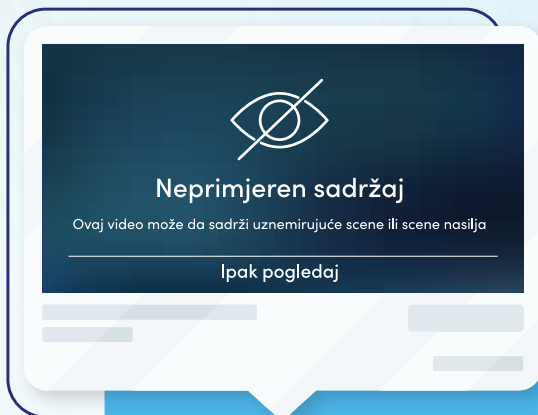 Neprimjeren sadržaj
Ovaj video može da sadrži uznemirujuće scene ili scene nasilja
Ipak pogledaj